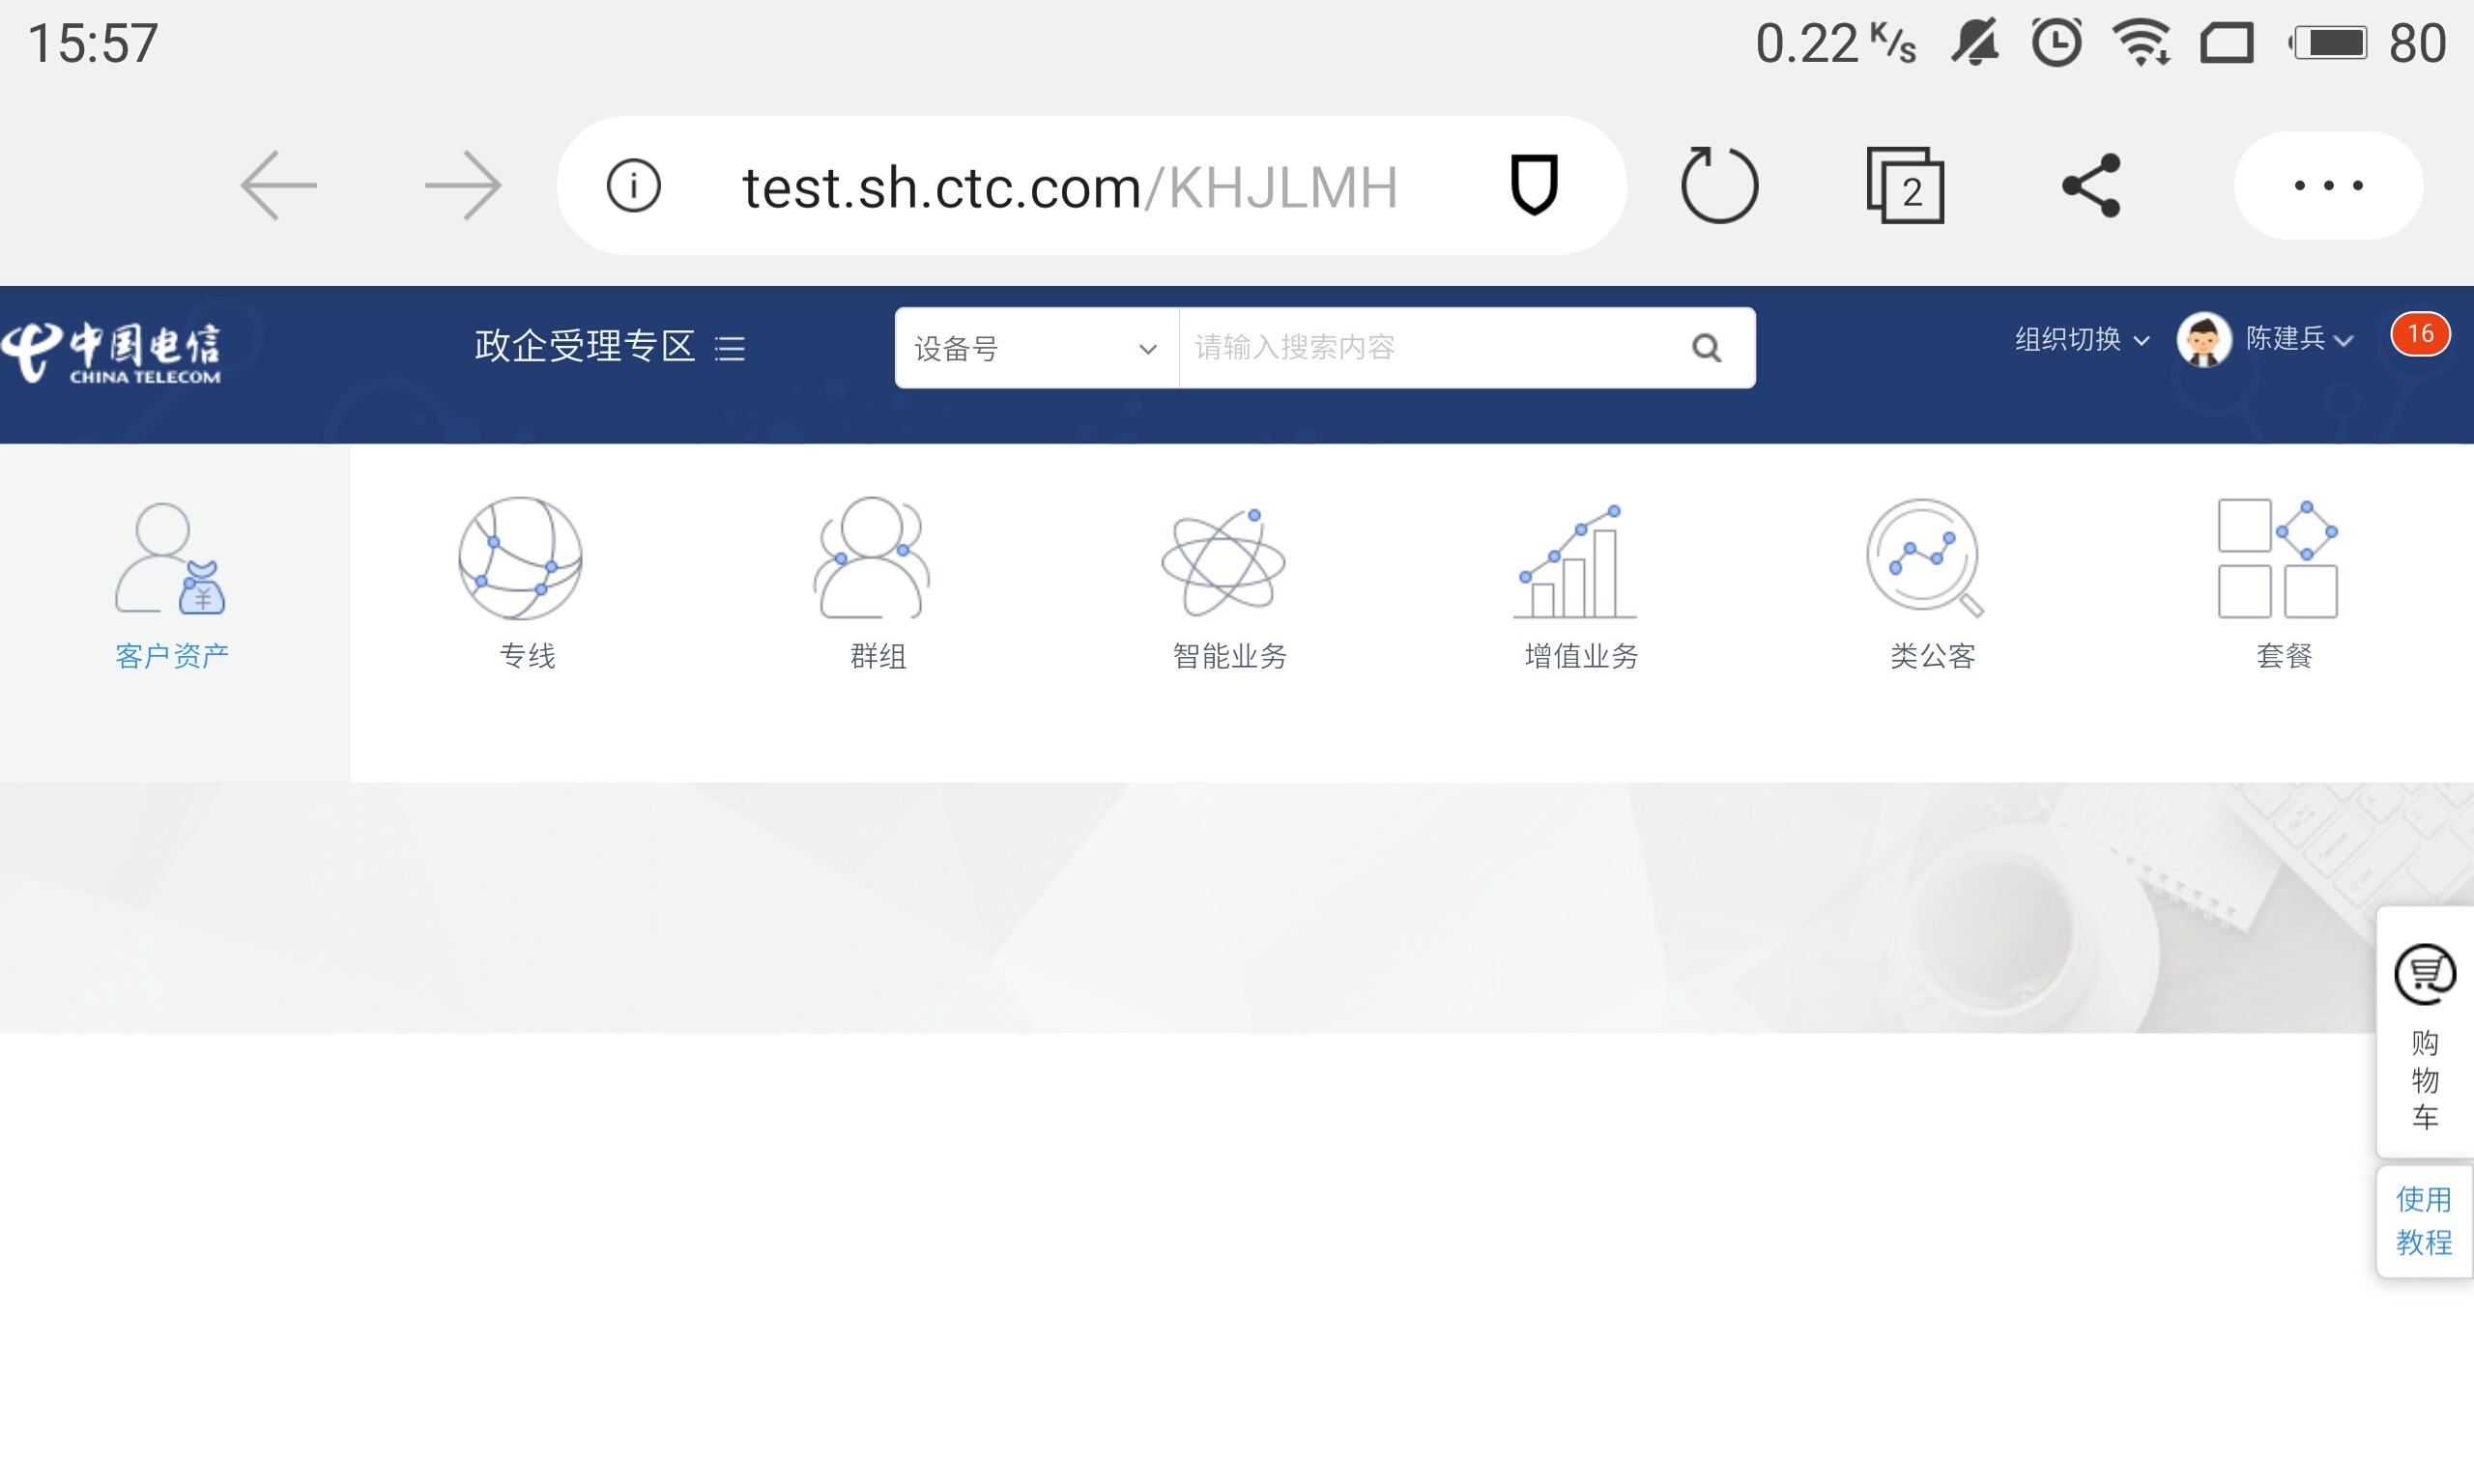 15:57
0.22 K/s
80
test.sh.ctc.com/KHJLMH
2
中国电信
CHINA TELECOM
政企受理专区
设备号
请输入搜索内容
组织切换
陈建兵
16
客户资产
专线
群组
智能业务
增值业务
类公客
套餐
购
物
车
使用
教程